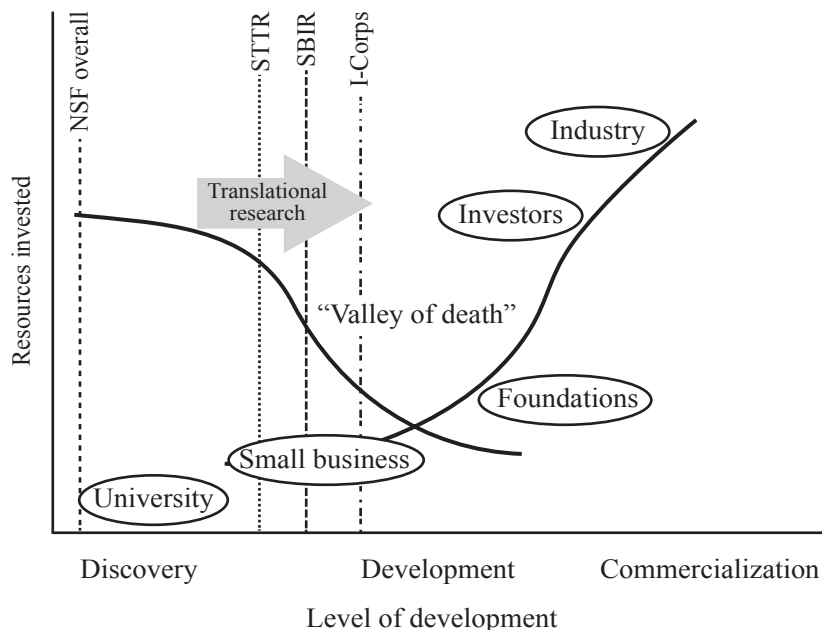 NSF overall
STTR
SBIR
I-Corps
Industry
Translational
research
Investors
Resources invested
“Valley of death”
Foundations
Small business
University
Discovery
Development
Commercialization
Level of development